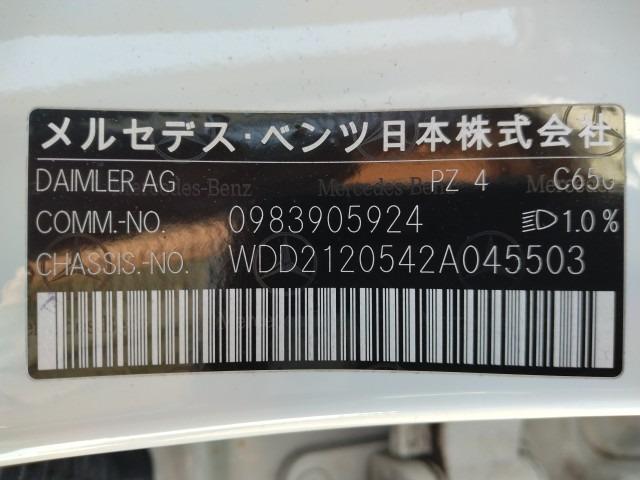 メルセデス・ベンツ日本株式会社
DAIMLER AG PZ 4 C650
COMM.-NO. 0983905924 1.0 %
CHASSIS.-NO. WDD2120542A045503